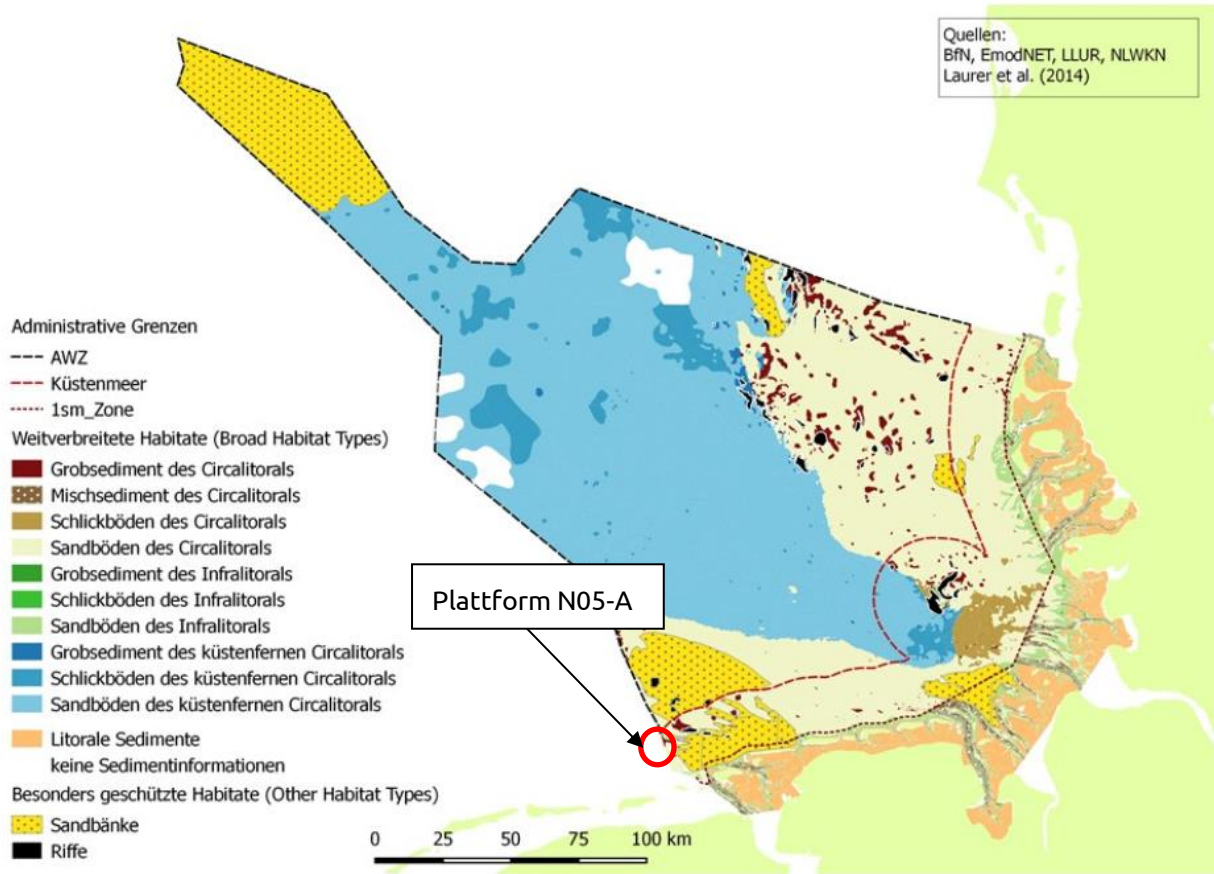 Quellen:
BfN, EmodNET, LLUR, NLWKN
Laurer et al. (2014)
Administrative Grenzen
AWZ
Küstenmeer
1sm_Zone
Weitverbreitete Habitate (Broad Habitat Types)
Grobsediment des Circalitorals
Mischsediment des Circalitorals
Schlickböden des Circalitorals
Sandböden des Circalitorals
Grobsediment des Infralitorals
Schlickböden des Infralitorals
Sandböden des Infralitorals
Grobsediment des küstenfernen Circalitorals
Schlickböden des küstenfernen Circalitorals
Sandböden des küstenfernen Circalitorals
Litorale Sedimente
keine Sedimentinformationen
Besonders geschützte Habitate (Other Habitat Types)
Sandbänke
Riffe
Plattform N05-A
0 25 50 75 100 km